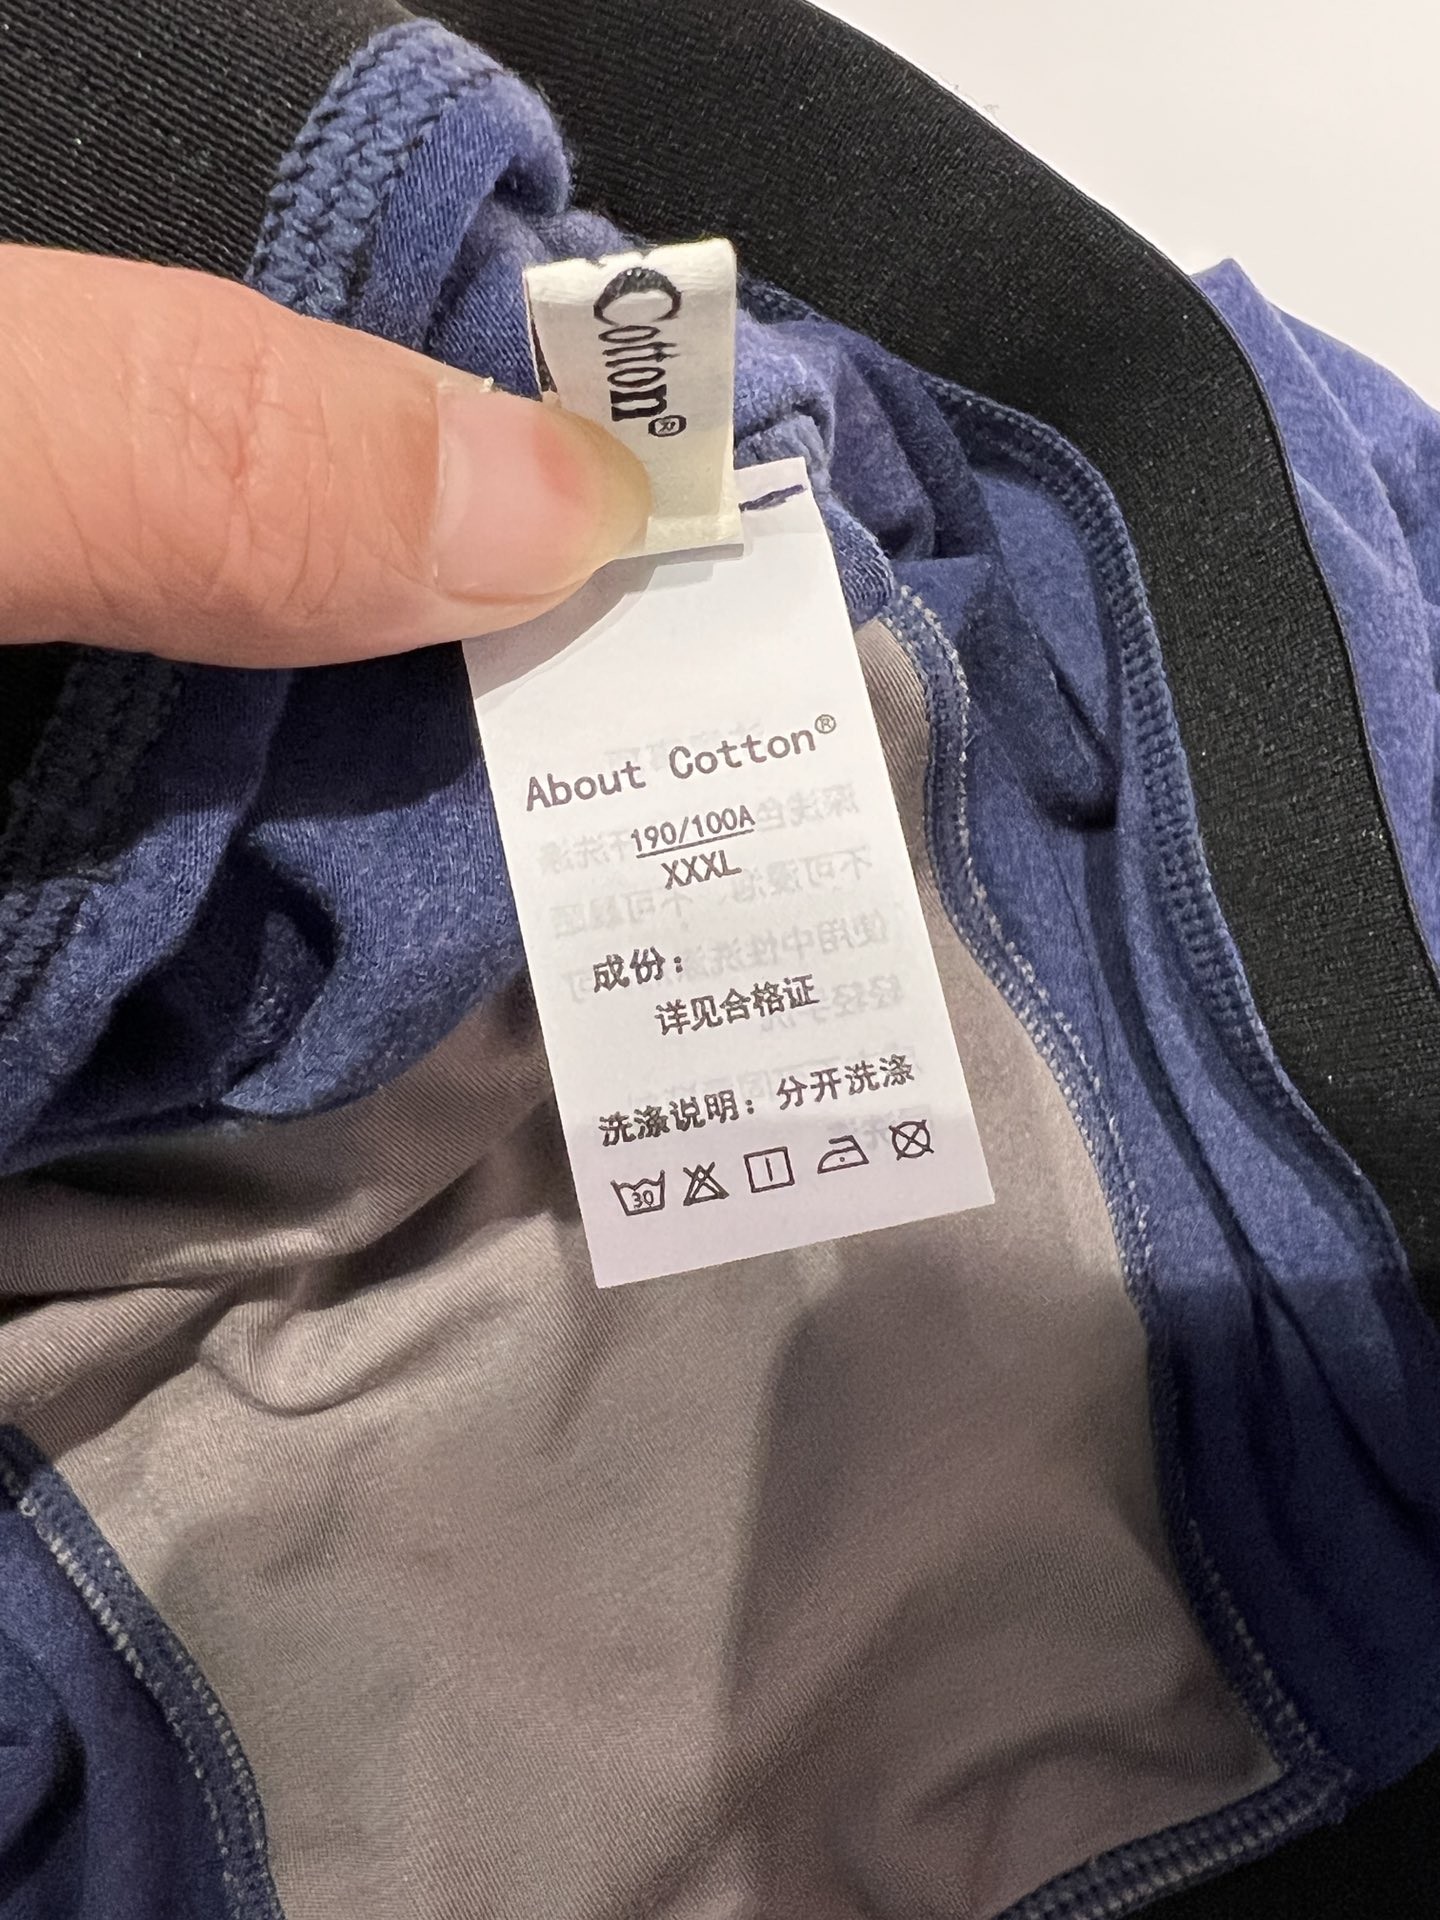 Cotton®
About Cotton®
190/100A
XXXL
成份:
详见合格证
洗涤说明: 分开洗涤
30